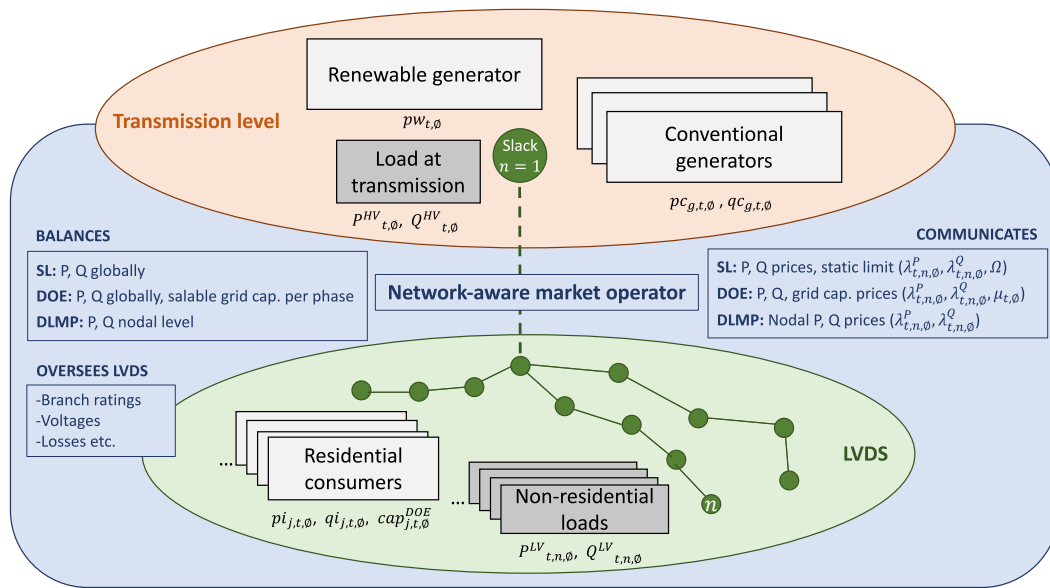 Renewable generator
Transmission level
pw_{t,∅}
Slack
n = 1
Load at
transmission
Conventional
generators
P^{HV}_{t,∅}, Q^{HV}_{t,∅}
pc_{g,t,∅} , qc_{g,t,∅}
BALANCES
SL: P, Q globally
DOE: P, Q globally, salable grid cap. per phase
DLMP: P, Q nodal level
Network-aware market operator
COMMUNICATES
SL: P, Q prices, static limit (λ^P_{t,n,∅}, λ^Q_{t,n,∅}, Ω)
DOE: P, Q, grid cap. prices (λ^P_{t,n,∅}, λ^Q_{t,n,∅}, μ_{t,∅})
DLMP: Nodal P, Q prices (λ^P_{t,n,∅}, λ^Q_{t,n,∅})
OVERSEES LVDS
-Branch ratings
-Voltages
-Losses etc.
LVDS
...
Residential
consumers
pi_{j,t,∅}, qi_{j,t,∅}, cap^{DOE}_{j,t,∅}
...
Non-residential
loads
P^{LV}_{t,n,∅}, Q^{LV}_{t,n,∅}
n